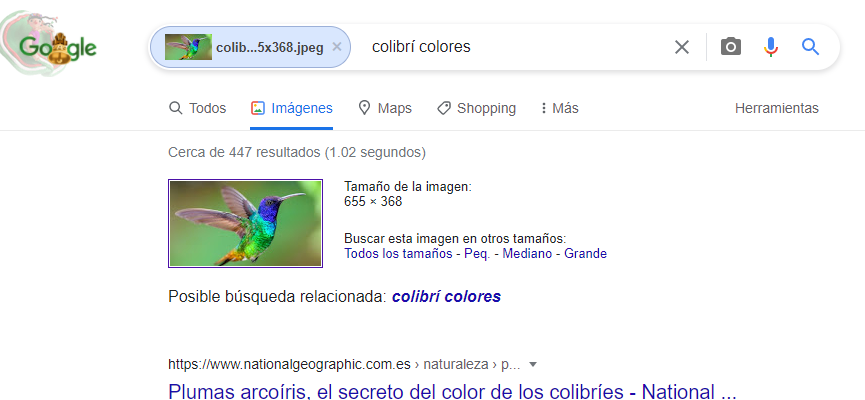 Google
colib...5x368.jpeg × colibrí colores
Todos Imágenes Maps Shopping Más Herramientas
Cerca de 447 resultados (1.02 segundos)
Tamaño de la imagen:
655 × 368
Buscar esta imagen en otros tamaños:
Todos los tamaños - Peq. - Mediano - Grande
Posible búsqueda relacionada: colibrí colores
https://www.nationalgeographic.com.es › naturaleza › p...
Plumas arcoíris, el secreto del color de los colibríes - National ...